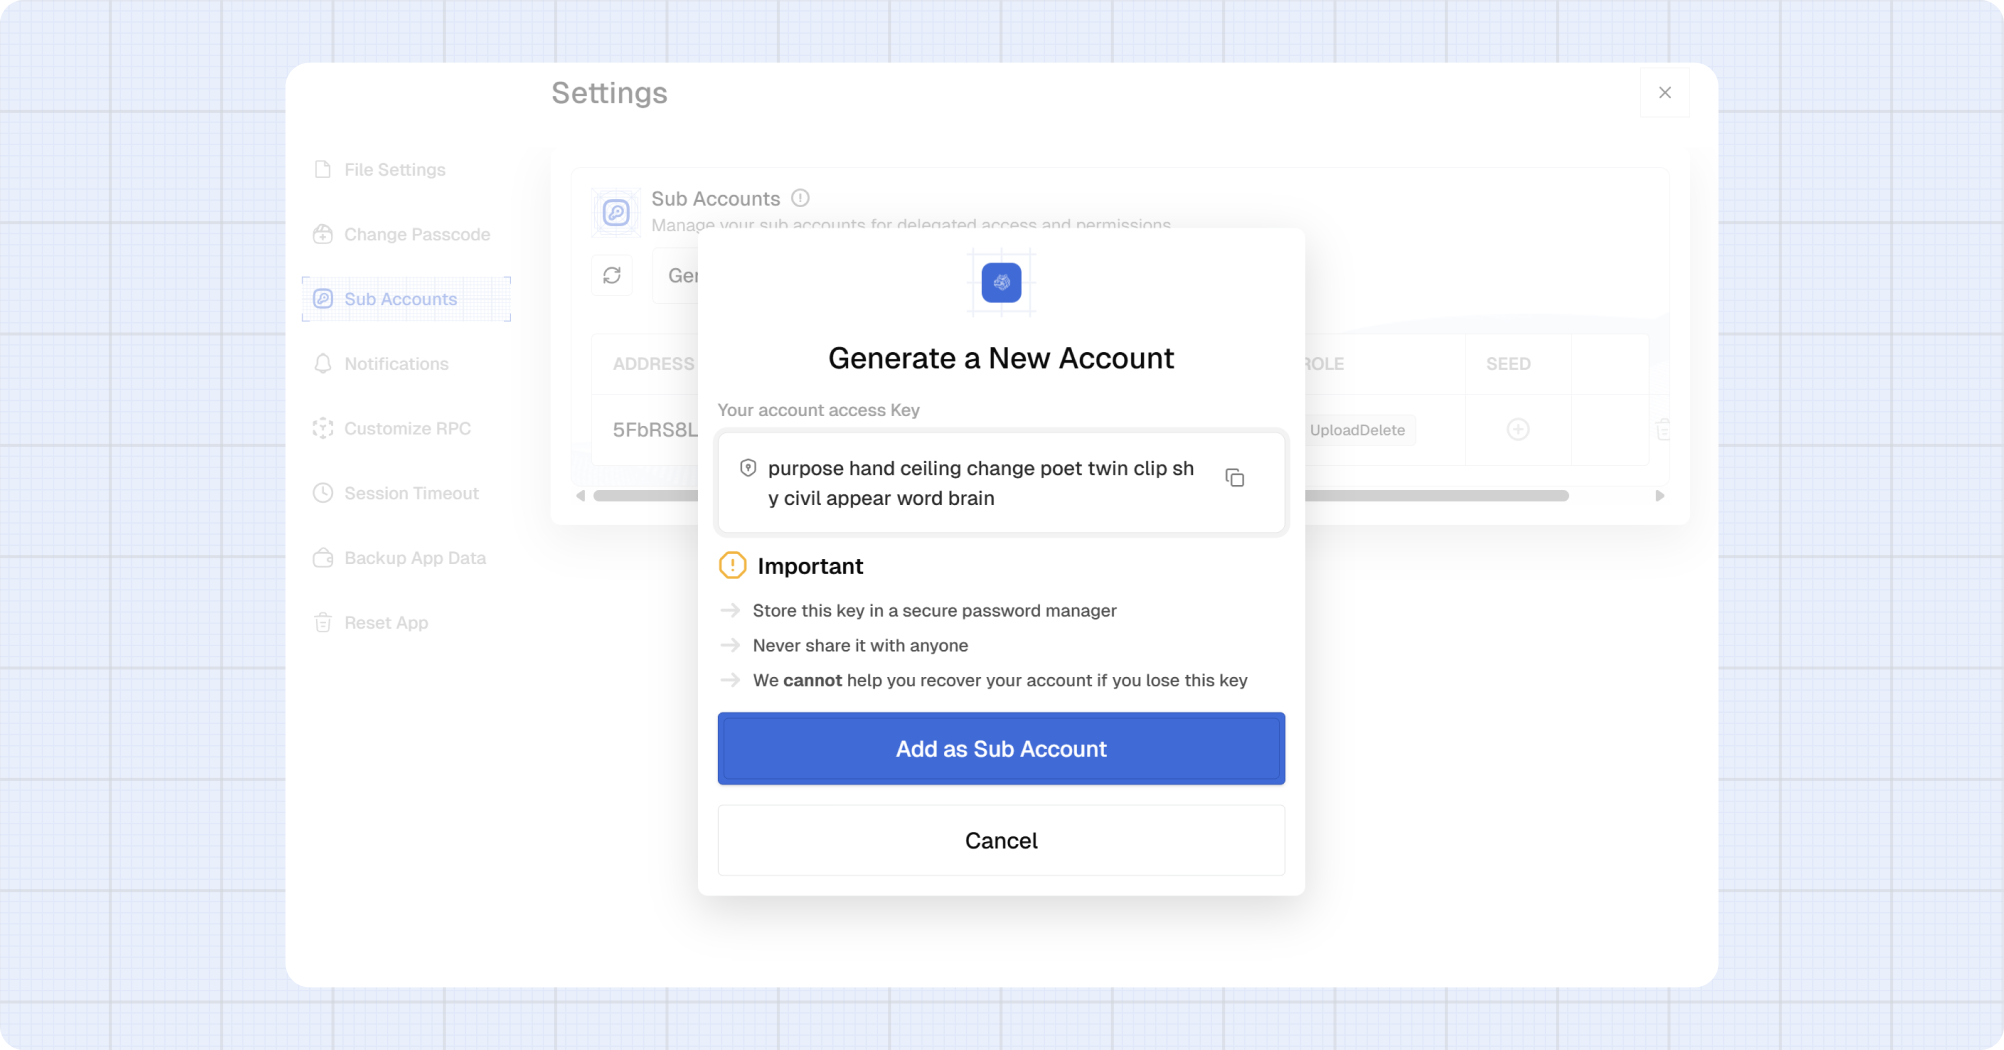 Settings
File Settings
Change Passcode
Sub Accounts
Notifications
Customize RPC
Session Timeout
Backup App Data
Reset App
Sub Accounts
Manage your sub accounts for delegated access and permissions
Ger
ADDRESS
ROLE
SEED
5FbRS8L
UploadDelete
Generate a New Account
Your account access Key
purpose hand ceiling change poet twin clip sh
y civil appear word brain
Important
Store this key in a secure password manager
Never share it with anyone
We cannot help you recover your account if you lose this key
Add as Sub Account
Cancel